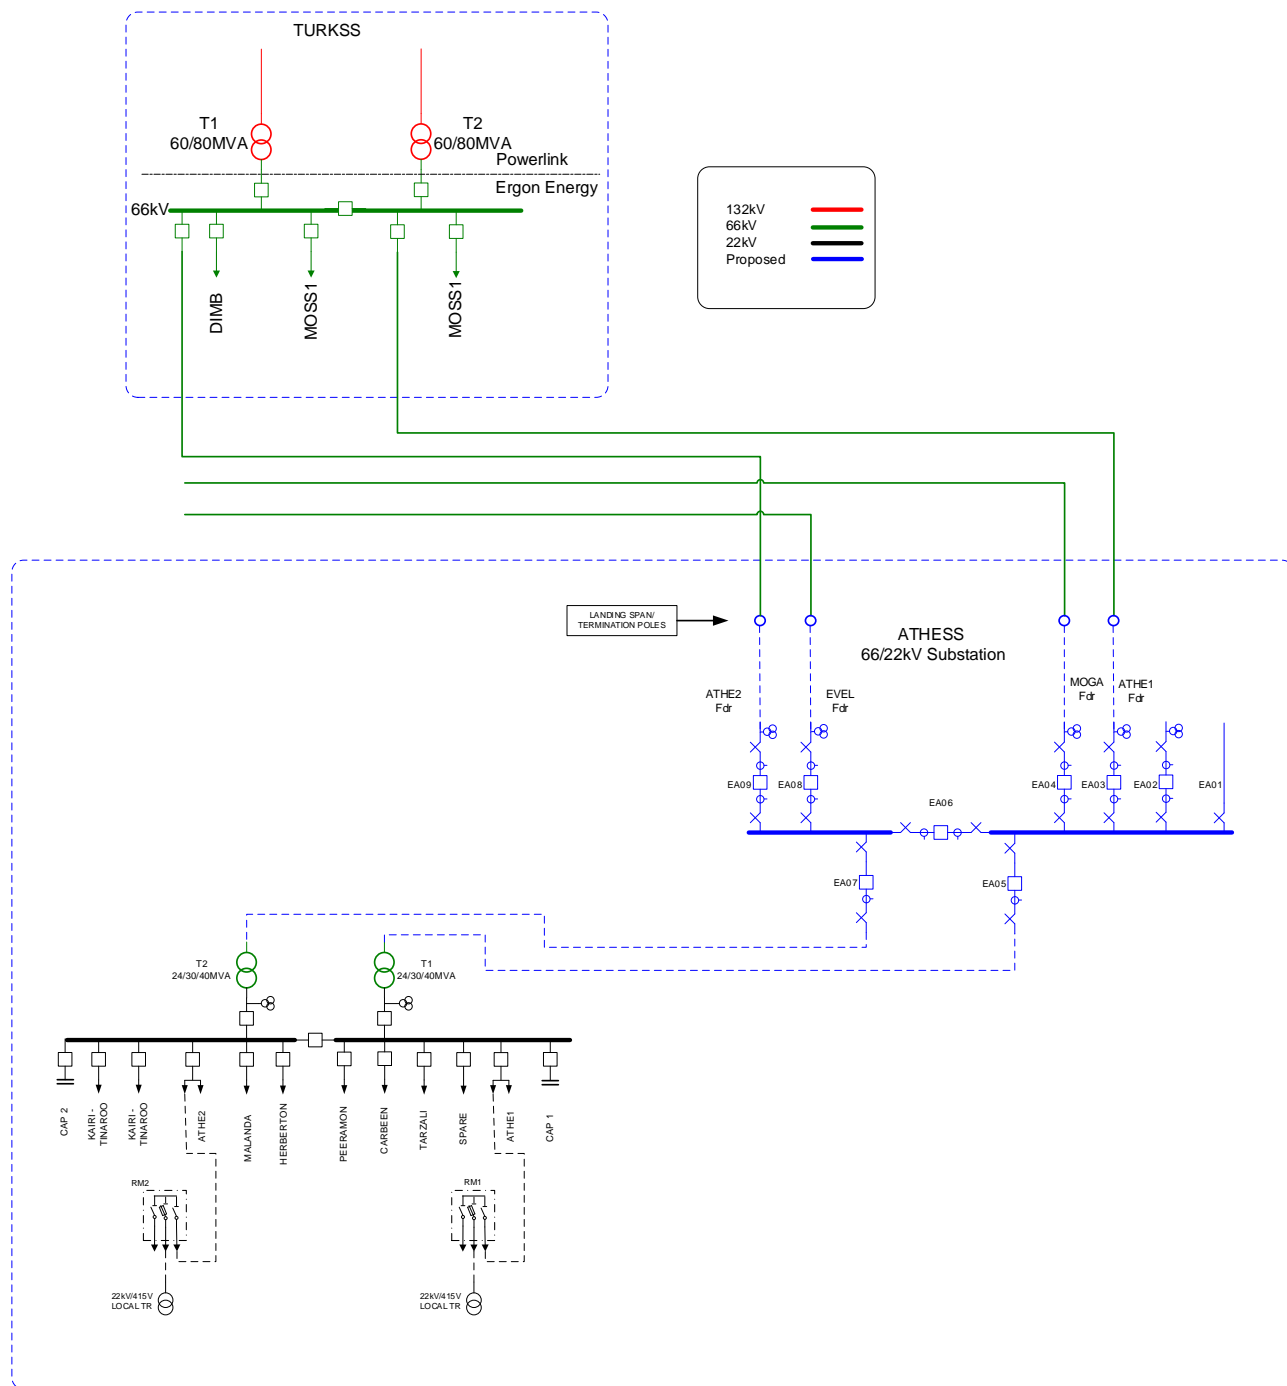 TURKSS
T1
60/80MVA
T2
60/80MVA
Powerlink
Ergon Energy
66kV
DIMB
MOSS1
MOSS1
132kV
66kV
22kV
Proposed
LANDING SPAN/
TERMINATION POLES
ATHESS
66/22kV Substation
ATHE2
Fdr
EVEL
Fdr
MOGA
Fdr
ATHE1
Fdr
EA09
EA08
EA04
EA03
EA02
EA01
EA06
EA07
EA05
T2
24/30/40MVA
T1
24/30/40MVA
CAP 2
KAIRI -
TINAROO
KAIRI -
TINAROO
ATHE2
MALANDA
HERBERTON
PEERAMON
CARBEEN
TARZALI
SPARE
ATHE1
CAP 1
RM2
RM1
22kV/415V
LOCAL TR
22kV/415V
LOCAL TR